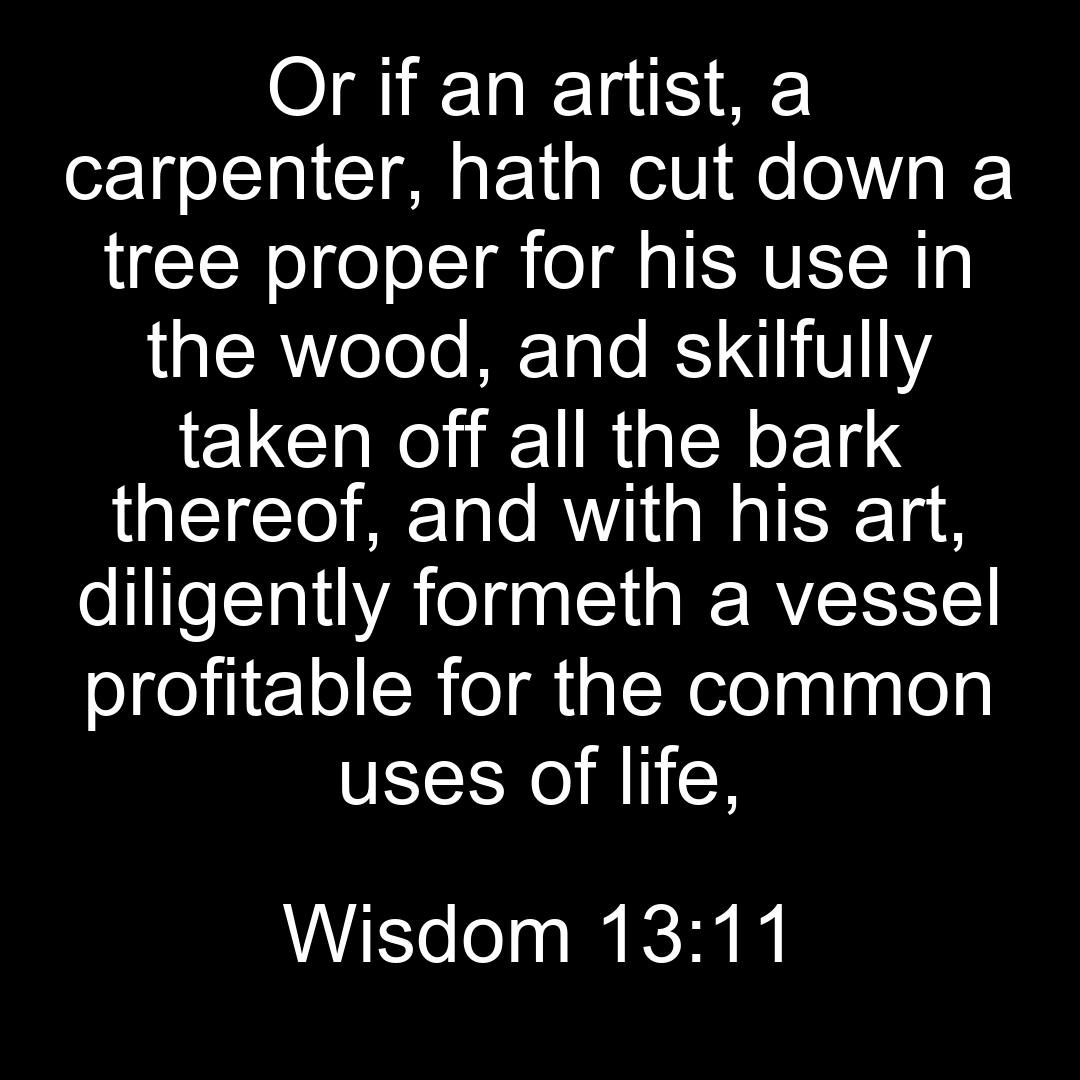 Or if an artist, a
carpenter, hath cut down a
tree proper for his use in
the wood, and skilfully
taken off all the bark
thereof, and with his art,
diligently formeth a vessel
profitable for the common
uses of life,
Wisdom 13:11